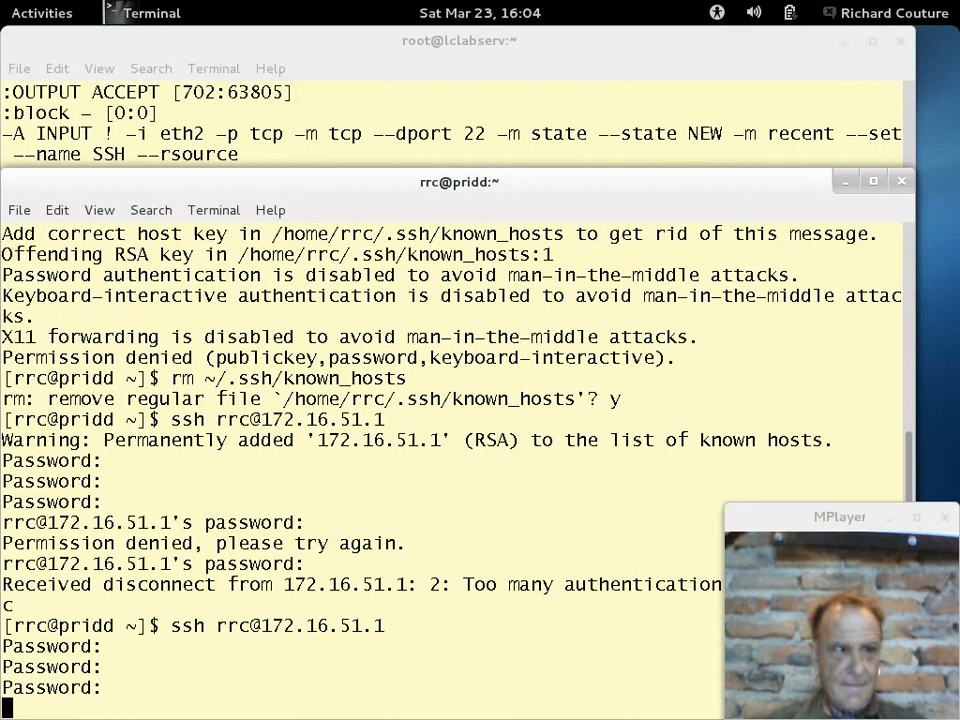 Activities
Terminal
Sat Mar 23, 16:04
Richard Couture
root@lclabserv:~
File Edit View Search Terminal Help
:OUTPUT ACCEPT [702:63805]
:block - [0:0]
-A INPUT ! -i eth2 -p tcp -m tcp --dport 22 -m state --state NEW -m recent --set
--name SSH --rsource
rrc@pridd:~
File Edit View Search Terminal Help
Add correct host key in /home/rrc/.ssh/known_hosts to get rid of this message.
Offending RSA key in /home/rrc/.ssh/known_hosts:1
Password authentication is disabled to avoid man-in-the-middle attacks.
Keyboard-interactive authentication is disabled to avoid man-in-the-middle attac
ks.
X11 forwarding is disabled to avoid man-in-the-middle attacks.
Permission denied (publickey,password,keyboard-interactive).
[rrc@pridd ~]$ rm ~/.ssh/known_hosts
rm: remove regular file `/home/rrc/.ssh/known_hosts'? y
[rrc@pridd ~]$ ssh rrc@172.16.51.1
Warning: Permanently added '172.16.51.1' (RSA) to the list of known hosts.
Password:
Password:
Password:
rrc@172.16.51.1's password:
Permission denied, please try again.
rrc@172.16.51.1's password:
Received disconnect from 172.16.51.1: 2: Too many authentication
c
[rrc@pridd ~]$ ssh rrc@172.16.51.1
Password:
Password:
Password:
MPlayer